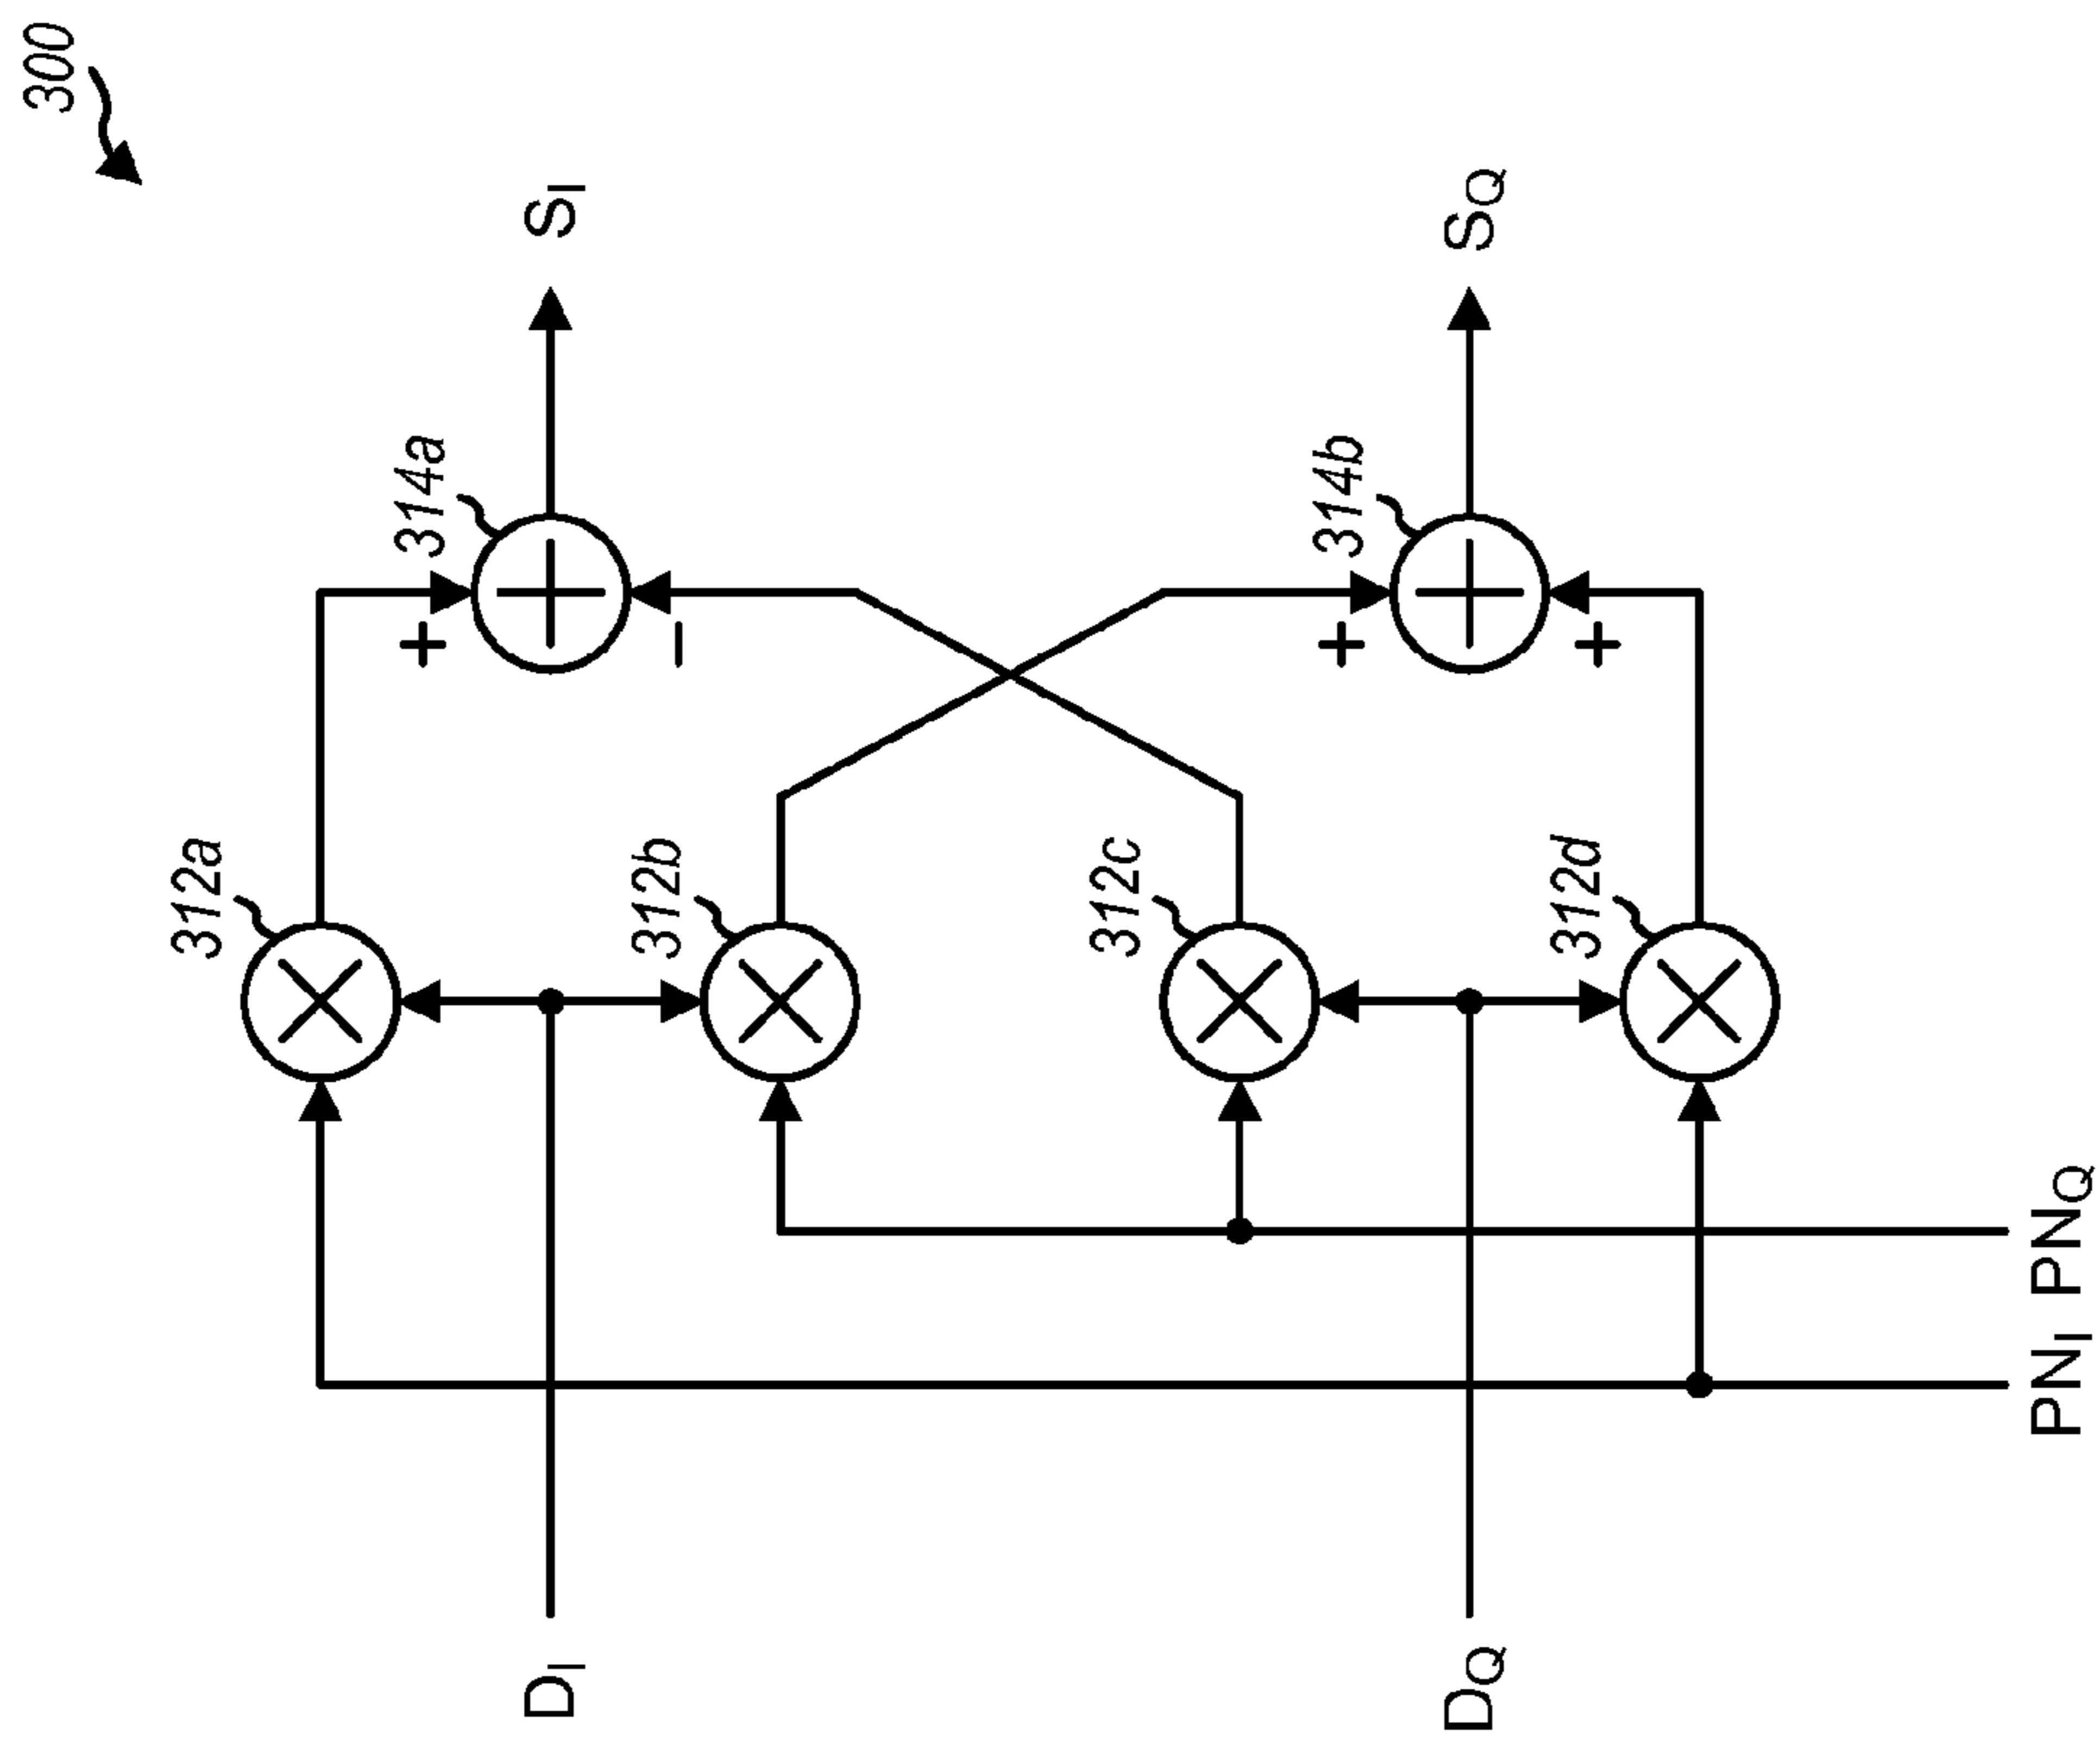 300
S_I
S_Q
314a
314b
+
−
+
+
312a
312b
312c
312d
D_I
D_Q
PN_I PN_Q